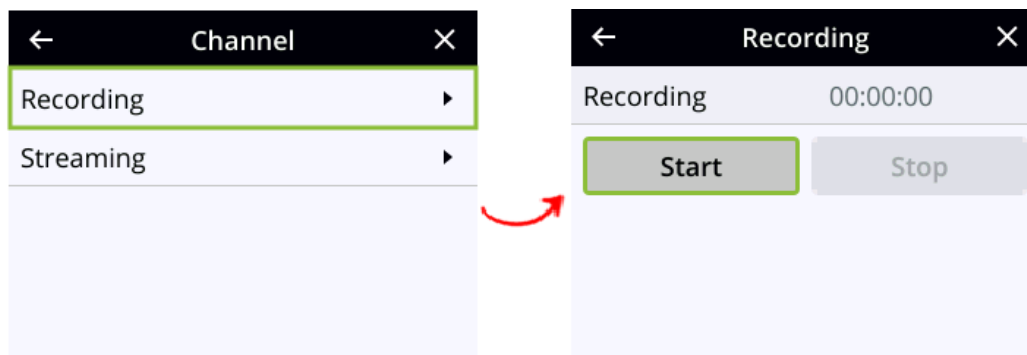 Channel
Recording
Streaming
Recording
Recording 00:00:00
Start Stop